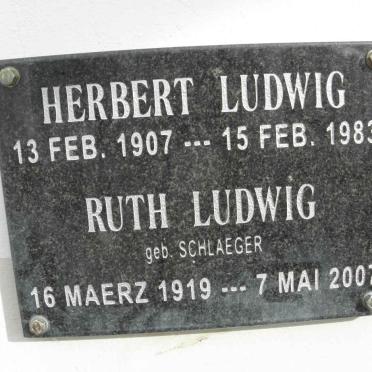 HERBERT LUDWIG
13 FEB. 1907 --- 15 FEB. 1983
RUTH LUDWIG
geb. SCHLAEGER
16 MAERZ 1919 --- 7 MAI 2007